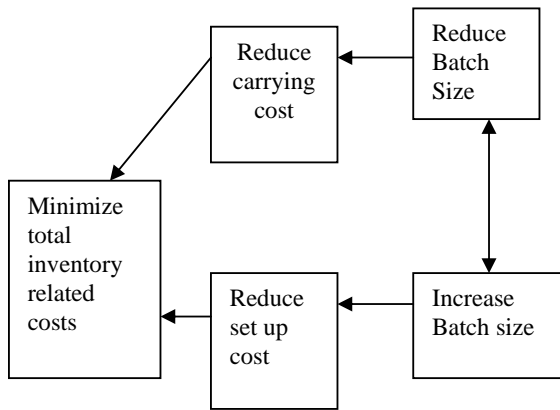 Reduce
Batch
Size
Reduce
carrying
cost
Minimize
total
inventory
related
costs
Reduce
set up
cost
Increase
Batch size